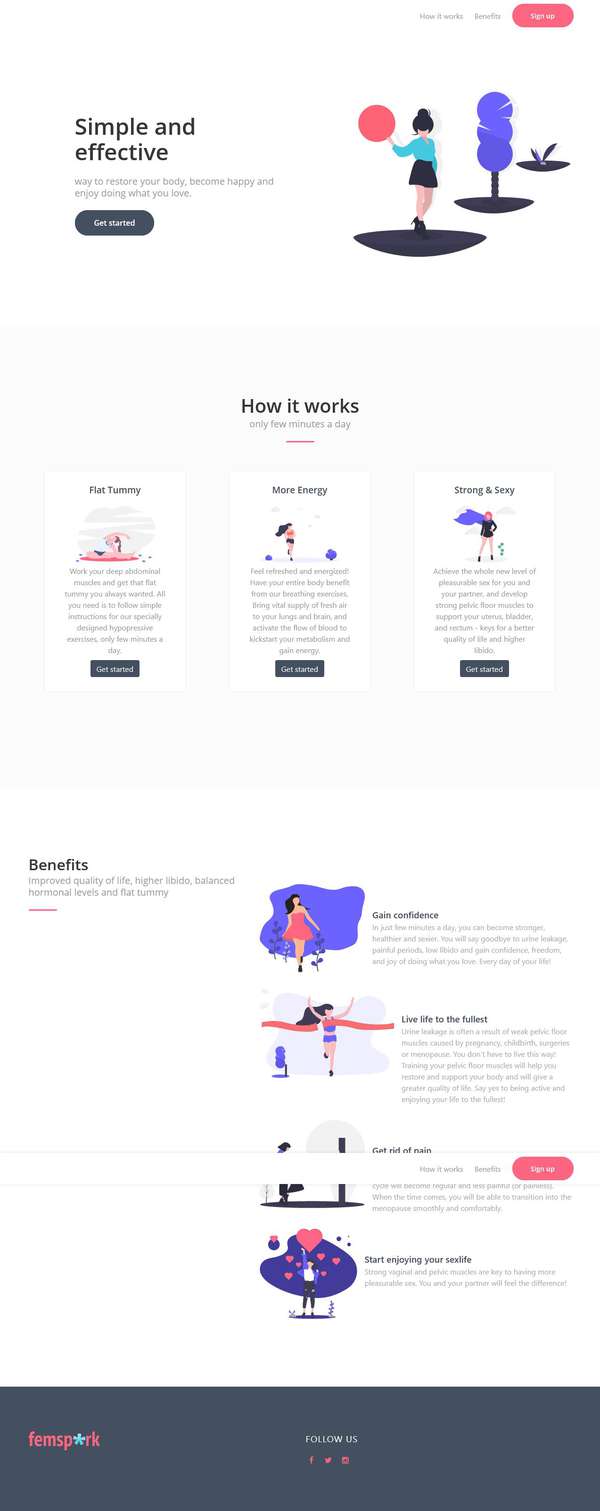 How it works Benefits Sign up
Simple and
effective
way to restore your body, become happy and
enjoy doing what you love.
Get started
How it works
only few minutes a day
Flat Tummy
Work your deep abdominal
muscles and get that flat
tummy you always wanted. All
you need is to follow simple
instructions for our specially
designed hypopressive
exercises, only few minutes a
day.
Get started
More Energy
Feel refreshed and energized!
Have your entire body benefit
from our breathing exercises.
Bring vital supply of fresh air
to your lungs and brain, and
activate the flow of blood to
kickstart your metabolism and
gain energy.
Get started
Strong & Sexy
Achieve the whole new level of
pleasurable sex for you and
your partner, and develop
strong pelvic floor muscles to
support your uterus, bladder,
and rectum - keys for a better
quality of life and higher
libido.
Get started
Benefits
Improved quality of life, higher libido, balanced
hormonal levels and flat tummy
Gain confidence
In just few minutes a day, you can become stronger,
healthier and sexier. You will say goodbye to urine leakage,
painful periods, low libido and gain confidence, freedom,
and joy of doing what you love. Every day of your life!
Live life to the fullest
Urine leakage is often a result of weak pelvic floor
muscles caused by pregnancy, childbirth, surgeries
or menopause. You don't have to live this way!
Training your pelvic floor muscles will help you
restore and support your body and will give a
greater quality of life. Say yes to being active and
enjoying your life to the fullest!
Get rid of pain
How it works Benefits Sign up
cycle will become regular and less painful (or painless).
When the time comes, you will be able to transition into the
menopause smoothly and comfortably.
Start enjoying your sexlife
Strong vaginal and pelvic muscles are key to having more
pleasurable sex. You and your partner will feel the difference!
femsp*rk
FOLLOW US